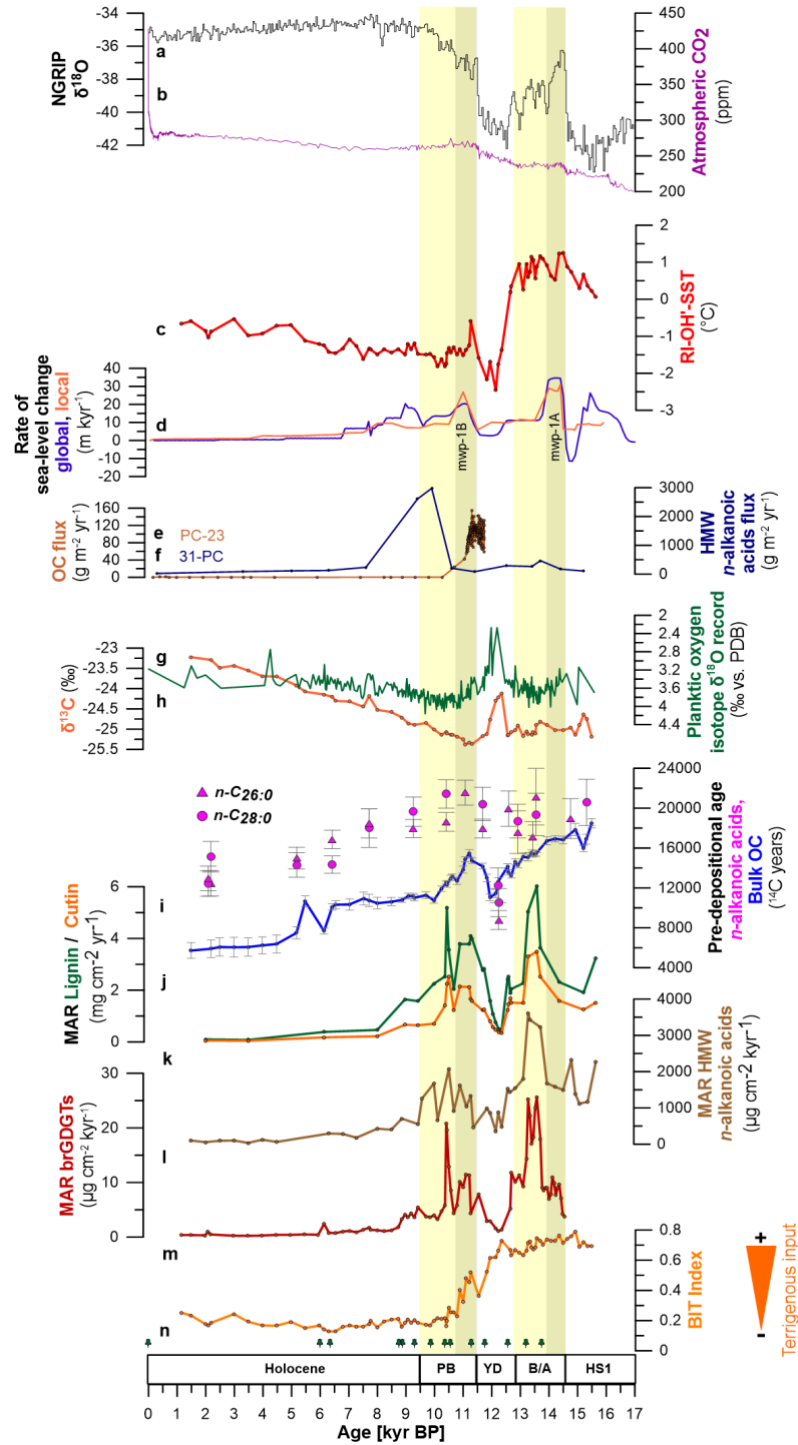 -34
-36
-38
-40
-42
NGRIP
δ18O
a
b
450
400
350
300
250
200
Atmospheric CO2
(ppm)
2
1
0
-1
-2
-3
RI-OH'-SST
(°C)
c
40
30
20
10
0
-10
-20
Rate of
sea-level change
global, local
(m kyr-1)
d
mwp-1B
mwp-1A
160
120
80
40
0
OC flux
(g m-2 yr-1)
e PC-23
f 31-PC
3000
2000
1000
0
HMW
n-alkanoic
acids flux
(g m-2 yr-1)
2
2.4
2.8
3.2
3.6
4
4.4
Planktic oxygen
isotope δ18O record
(‰ vs. PDB)
-23
-23.5
-24
-24.5
-25
-25.5
δ13C (‰)
g
h
n-C26:0
n-C28:0
24000
20000
16000
12000
8000
4000
Pre-depositional age
n-alkanoic acids,
Bulk OC
(14C years)
i
6
4
2
0
MAR Lignin / Cutin
(mg cm-2 yr-1)
j
4000
3000
2000
1000
0
MAR HMW
n-alkanoic acids
(µg cm-2 kyr-1)
k
30
20
10
0
MAR brGDGTs
(µg cm-2 kyr-1)
l
m
0.8
0.6
0.4
0.2
0
BIT Index
+
-
Terrigenous input
n
Holocene PB YD B/A HS1
0 1 2 3 4 5 6 7 8 9 10 11 12 13 14 15 16 17
Age [kyr BP]